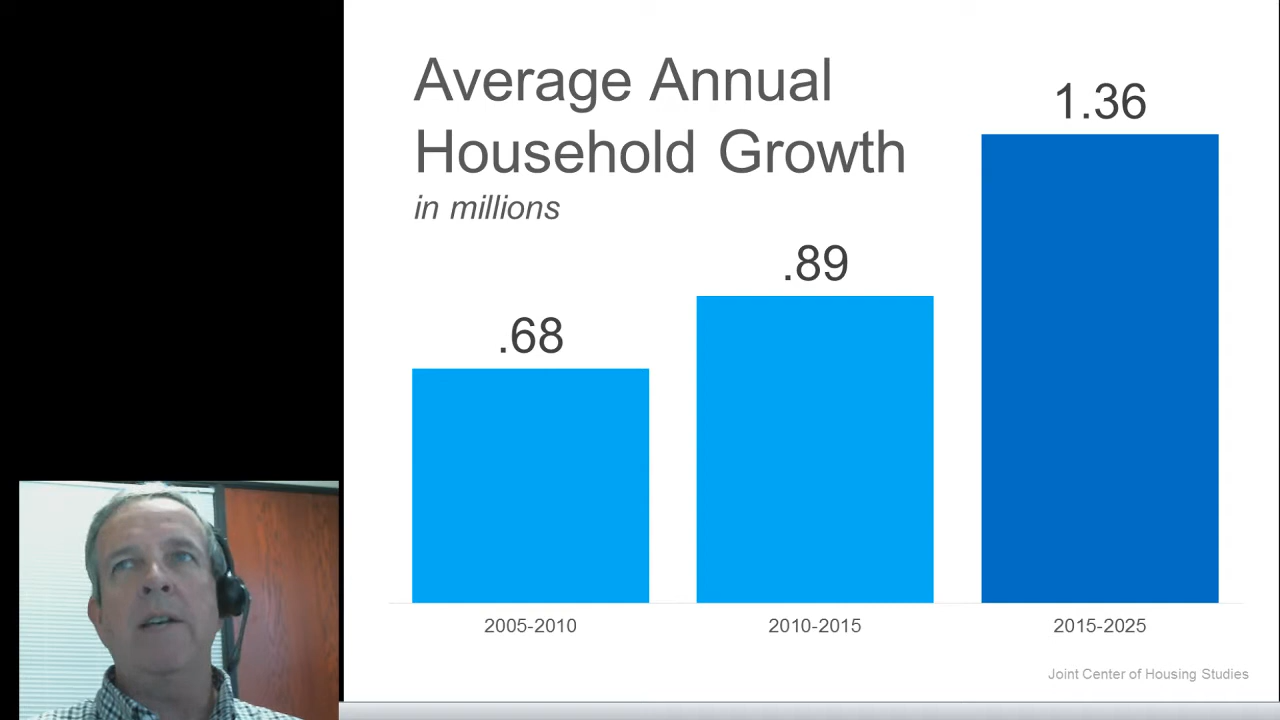 Average Annual
Household Growth
in millions
.68
.89
1.36
2005-2010
2010-2015
2015-2025
Joint Center of Housing Studies